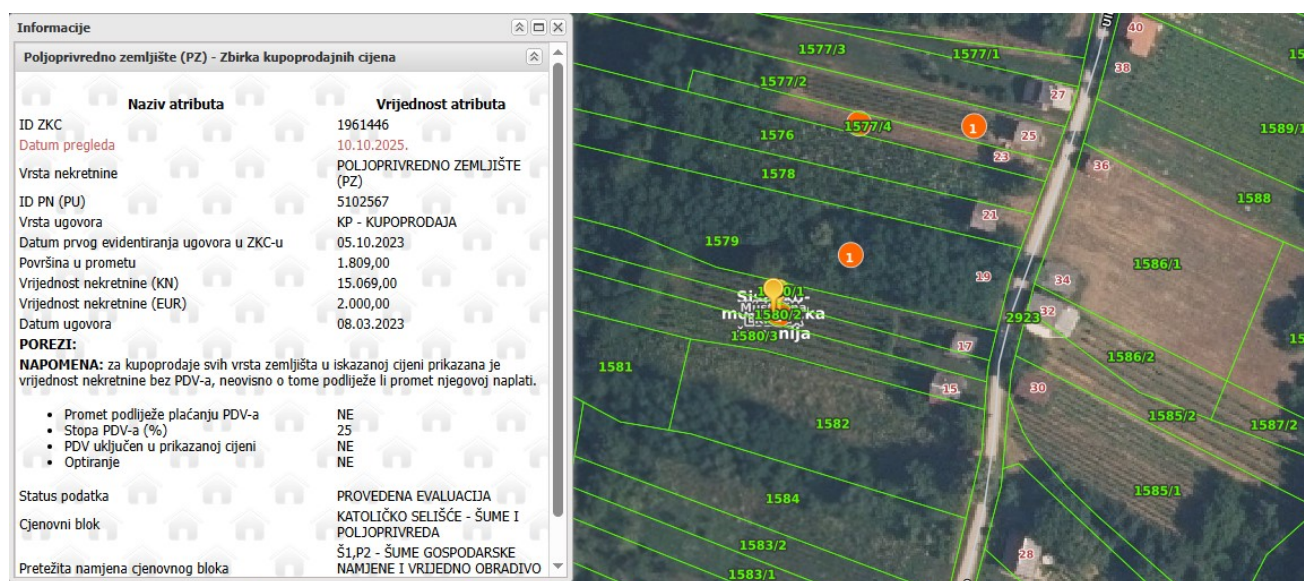 Informacije
Poljoprivredno zemljište (PZ) - Zbirka kupoprodajnih cijena
Naziv atributa Vrijednost atributa
ID ZKC 1961446
Datum pregleda 10.10.2025.
Vrsta nekretnine POLJOPRIVREDNO ZEMLJIŠTE (PZ)
ID PN (PU) 5102567
Vrsta ugovora KP - KUPOPRODAJA
Datum prvog evidentiranja ugovora u ZKC-u 05.10.2023
Površina u prometu 1.809,00
Vrijednost nekretnine (KN) 15.069,00
Vrijednost nekretnine (EUR) 2.000,00
Datum ugovora 08.03.2023
POREZI:
NAPOMENA: za kupoprodaje svih vrsta zemljišta u iskazanoj cijeni prikazana je
vrijednost nekretnine bez PDV-a, neovisno o tome podliježe li promet njegovoj naplati.
• Promet podliježe plaćanju PDV-a NE
• Stopa PDV-a (%) 25
• PDV uključen u prikazanoj cijeni NE
• Optiranje NE
Status podatka PROVEDENA EVALUACIJA
Cjenovni blok KATOLIČKO SELIŠĆE - ŠUME I POLJOPRIVREDA
Pretežita namjena cjenovnog bloka Š1,P2 - ŠUME GOSPODARSKE NAMJENE I VRIJEDNO OBRADIVO
40
1577/3
1577/1
38
1577/2
27
1589/1
1576
1577/4
1
25
23
36
1578
1588
21
1579
1
19
34
1586/1
32
1580/2
2923
1580/3
17
1586/2
1581
15
30
1585/2
1587/2
1582
1585/1
1584
1583/2
28
1583/1